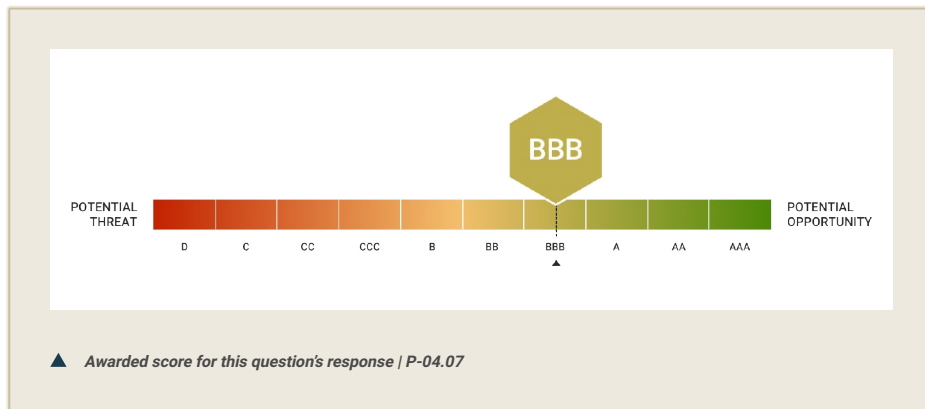 BBB
POTENTIAL
THREAT
POTENTIAL
OPPORTUNITY
D C CC CCC B BB BBB A AA AAA
Awarded score for this question's response | P-04.07